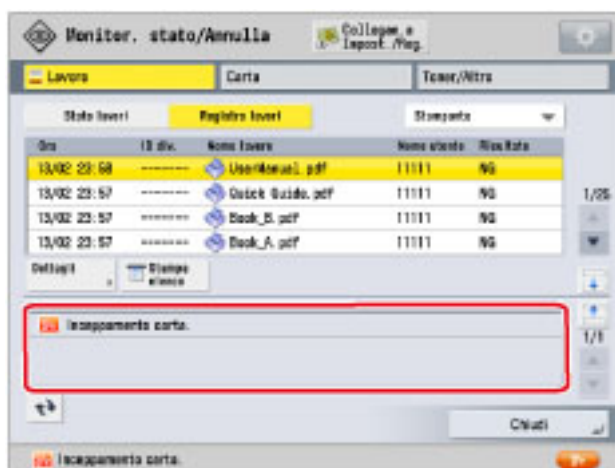 Monitor. stato/Annulla
Collegam. a
Impost./Reg.
Lavoro
Carta
Toner/Altro
Stato lavori
Registro lavori
Stampante
Ora
ID div.
Nome lavoro
Nome utente
Risultato
13/02 23:58 -------- UserManual.pdf 11111 NG
13/02 23:57 -------- Quick Guide.pdf 11111 NG
13/02 23:57 -------- Book_B.pdf 11111 NG
13/02 23:57 -------- Book_A.pdf 11111 NG
1/25
Dettagli
Stampa
elenco
Inceppamento carta.
1/1
Chiudi
Inceppamento carta.